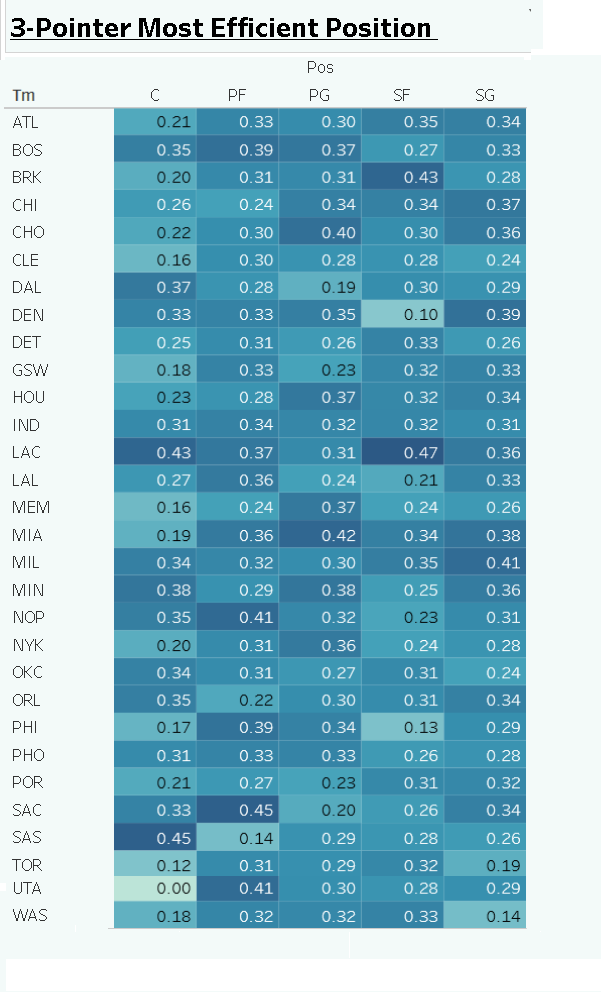 3-Pointer Most Efficient Position
Pos
Tm C PF PG SF SG
ATL 0.21 0.33 0.30 0.35 0.34
BOS 0.35 0.39 0.37 0.27 0.33
BRK 0.20 0.31 0.31 0.43 0.28
CHI 0.26 0.24 0.34 0.34 0.37
CHO 0.22 0.30 0.40 0.30 0.36
CLE 0.16 0.30 0.28 0.28 0.24
DAL 0.37 0.28 0.19 0.30 0.29
DEN 0.33 0.33 0.35 0.10 0.39
DET 0.25 0.31 0.26 0.33 0.26
GSW 0.18 0.33 0.23 0.32 0.33
HOU 0.23 0.28 0.37 0.32 0.34
IND 0.31 0.34 0.32 0.32 0.31
LAC 0.43 0.37 0.31 0.47 0.36
LAL 0.27 0.36 0.24 0.21 0.33
MEM 0.16 0.24 0.37 0.24 0.26
MIA 0.19 0.36 0.42 0.34 0.38
MIL 0.34 0.32 0.30 0.35 0.41
MIN 0.38 0.29 0.38 0.25 0.36
NOP 0.35 0.41 0.32 0.23 0.31
NYK 0.20 0.31 0.36 0.24 0.28
OKC 0.34 0.31 0.27 0.31 0.24
ORL 0.35 0.22 0.30 0.31 0.34
PHI 0.17 0.39 0.34 0.13 0.29
PHO 0.31 0.33 0.33 0.26 0.28
POR 0.21 0.27 0.23 0.31 0.32
SAC 0.33 0.45 0.20 0.26 0.34
SAS 0.45 0.14 0.29 0.28 0.26
TOR 0.12 0.31 0.29 0.32 0.19
UTA 0.00 0.41 0.30 0.28 0.29
WAS 0.18 0.32 0.32 0.33 0.14